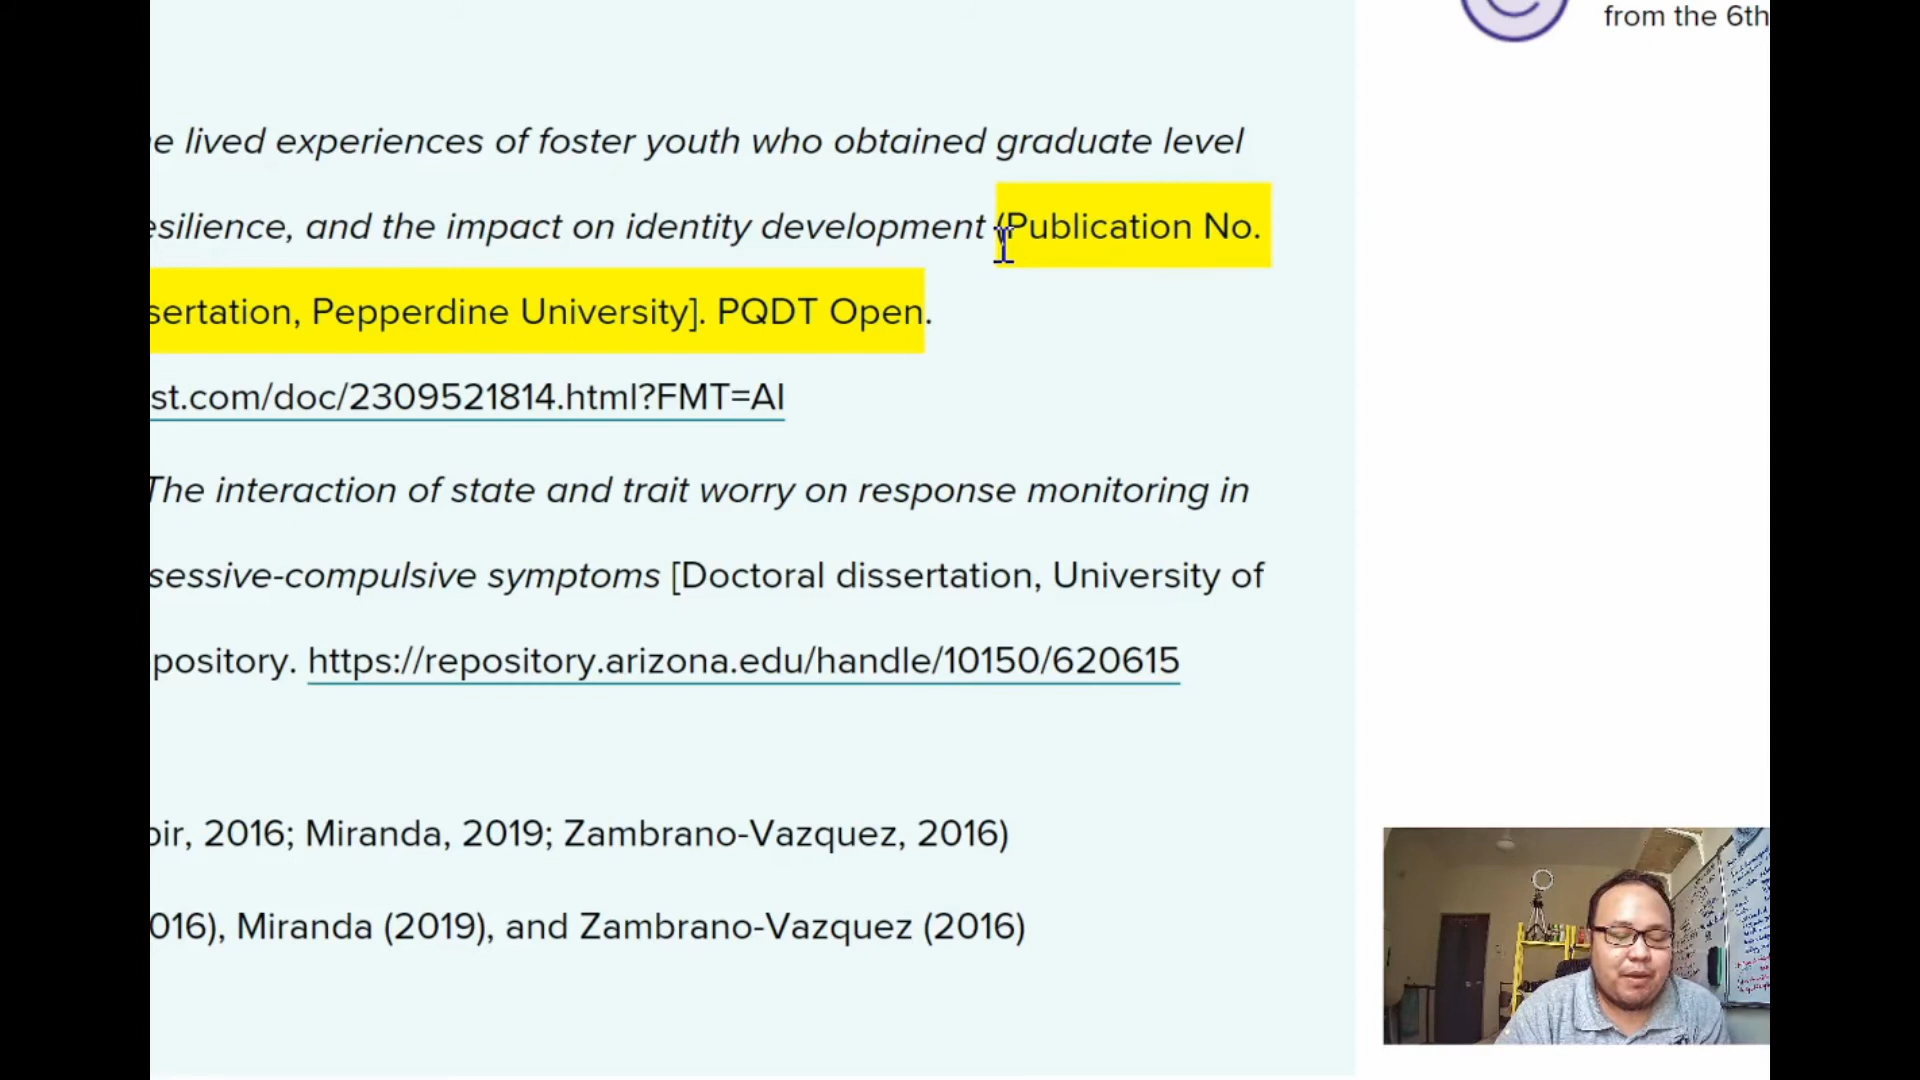 from the 6th
e lived experiences of foster youth who obtained graduate level
esilience, and the impact on identity development (Publication No.
sertation, Pepperdine University]. PQDT Open.
st.com/doc/2309521814.html?FMT=AI
The interaction of state and trait worry on response monitoring in
sessive-compulsive symptoms [Doctoral dissertation, University of
pository. https://repository.arizona.edu/handle/10150/620615
oir, 2016; Miranda, 2019; Zambrano-Vazquez, 2016)
016), Miranda (2019), and Zambrano-Vazquez (2016)